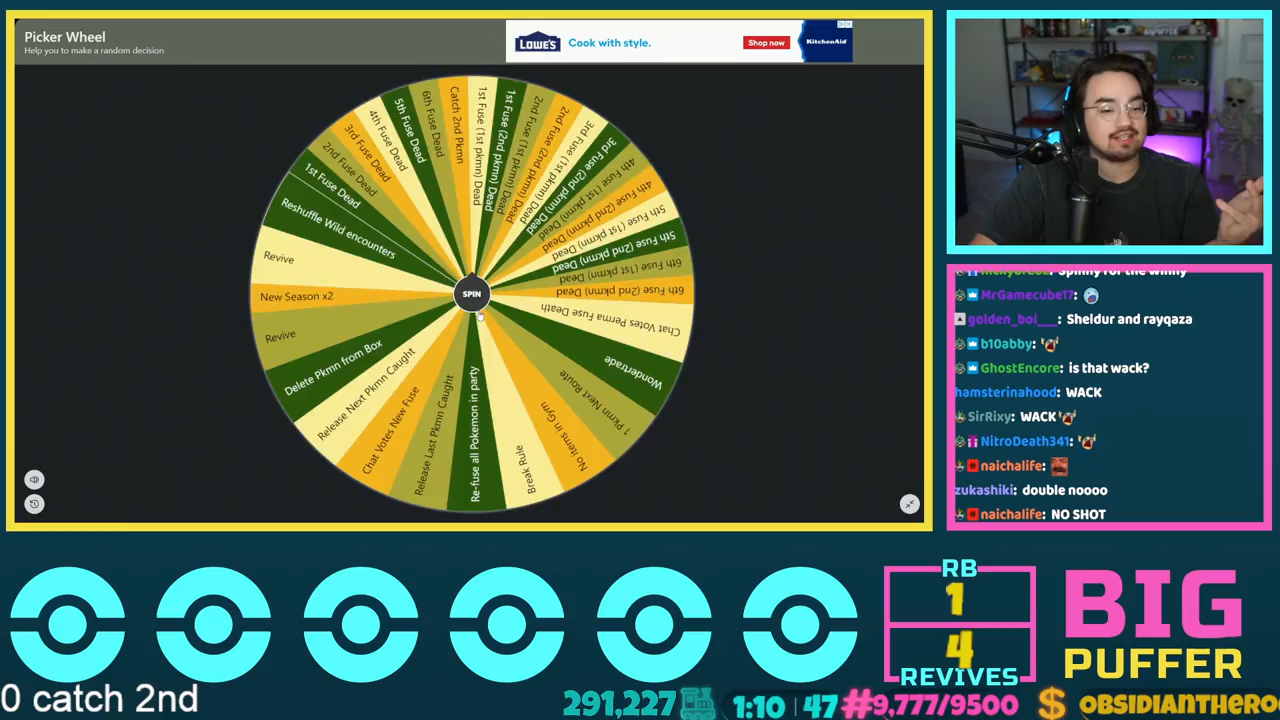 Picker Wheel
Help you to make a random decision
LOWE'S
Cook with style.
Shop now
KitchenAid
Catch 2nd Pkmn
1st Fuse (1st pkmn) Dead
1st Fuse (2nd pkmn) Dead
2nd Fuse (1st pkmn) Dead
2nd Fuse (2nd pkmn) Dead
3rd Fuse (1st pkmn) Dead
3rd Fuse (2nd pkmn) Dead
4th Fuse (1st pkmn) Dead
4th Fuse (2nd pkmn) Dead
5th Fuse (1st pkmn) Dead
5th Fuse (2nd pkmn) Dead
6th Fuse (1st pkmn) Dead
6th Fuse (2nd pkmn) Dead
Chat Votes Perma Fuse Death
Wondertrade
1 Pkmn Next Route
No items in Gym
Break Rule
Re-fuse all Pokemon in party
Release Last Pkmn Caught
Chat Votes New Fuse
Release Next Pkmn Caught
Delete Pkmn from Box
Revive
New Season x2
Revive
Reshuffle Wild encounters
1st Fuse Dead
2nd Fuse Dead
3rd Fuse Dead
4th Fuse Dead
5th Fuse Dead
6th Fuse Dead
SPIN
MrGamecube17:
golden_boi___: Sheldur and rayqaza
b10abby:
GhostEncore: is that wack?
hamsterinahood: WACK
SirRixy: WACK
NitroDeath341:
naichalife:
zukashiki: double noooo
naichalife: NO SHOT
RB
1
4
REVIVES
BIG
PUFFER
0 catch 2nd
291,227
1:10 | 47
#9,777/9500
$ OBSIDIANTHERO